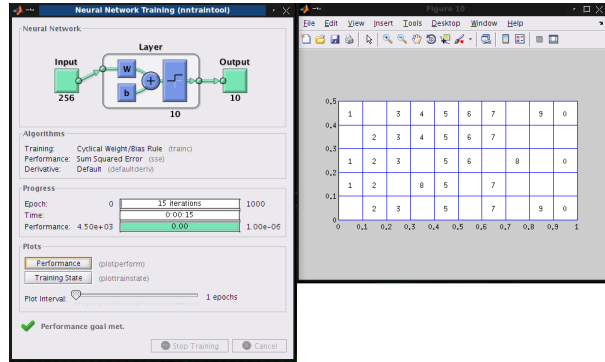 Neural Network Training (nntraintool)
Neural Network
Layer
Input
W
b
+
Output
256
10
10
Algorithms
Training: Cyclical Weight/Bias Rule (trainc)
Performance: Sum Squared Error (sse)
Derivative: Default (defaultderiv)
Progress
Epoch: 0 15 iterations 1000
Time: 0:00:15
Performance: 4.50e+03 0.00 1.00e-06
Plots
Performance (plotperform)
Training State (plottrainstate)
Plot Interval: 1 epochs
Performance goal met.
Stop Training Cancel
Figure 10
File Edit View Insert Tools Desktop Window Help
0.5
1 3 4 5 6 7 9 0
0.4
2 3 4 5 6 7
0.3
1 2 3 5 6 8 0
0.2
1 2 8 5 7
0.1
2 3 5 7 9 0
0
0 0.1 0.2 0.3 0.4 0.5 0.6 0.7 0.8 0.9 1